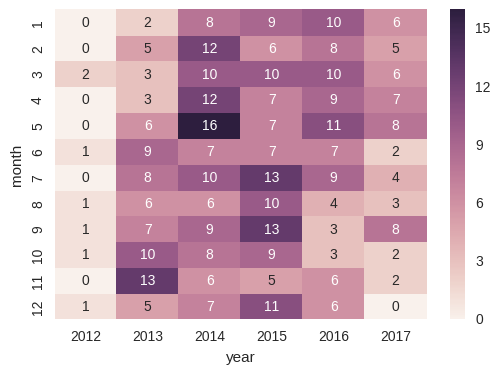 1 0 2 8 9 10 6
2 0 5 12 6 8 5
3 2 3 10 10 10 6
4 0 3 12 7 9 7
5 0 6 16 7 11 8
6 1 9 7 7 7 2
7 0 8 10 13 9 4
8 1 6 6 10 4 3
9 1 7 9 13 3 8
10 1 10 8 9 3 2
11 0 13 6 5 6 2
12 1 5 7 11 6 0
month
2012 2013 2014 2015 2016 2017
year
15
12
9
6
3
0